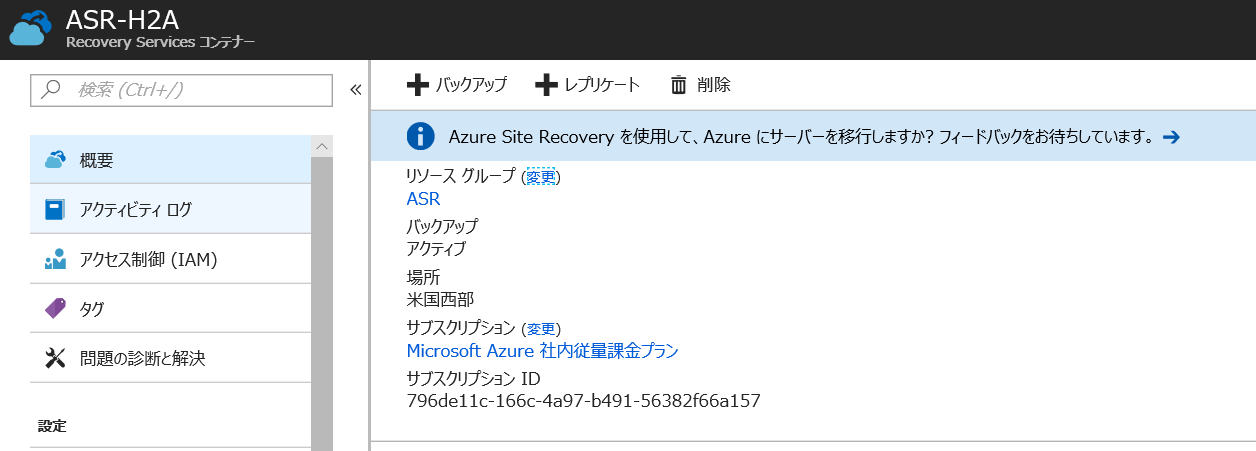 ASR-H2A
Recovery Services コンテナー
検索 (Ctrl+/)
概要
アクティビティ ログ
アクセス制御 (IAM)
タグ
問題の診断と解決
設定
バックアップ レプリケート 削除
Azure Site Recovery を使用して、Azure にサーバーを移行しますか? フィードバックをお待ちしています。 →
リソース グループ (変更)
ASR
バックアップ
アクティブ
場所
米国西部
サブスクリプション (変更)
Microsoft Azure 社内従量課金プラン
サブスクリプション ID
796de11c-166c-4a97-b491-56382f66a157